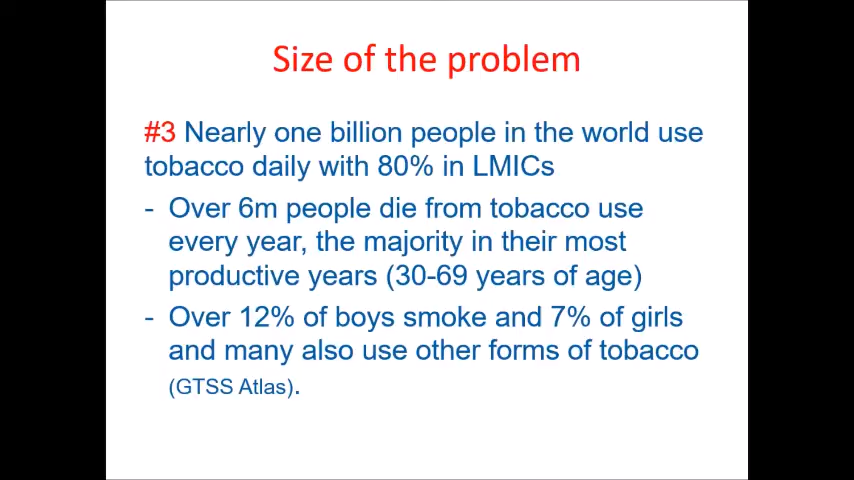 Size of the problem
#3 Nearly one billion people in the world use
tobacco daily with 80% in LMICs
- Over 6m people die from tobacco use
every year, the majority in their most
productive years (30-69 years of age)
- Over 12% of boys smoke and 7% of girls
and many also use other forms of tobacco
(GTSS Atlas).